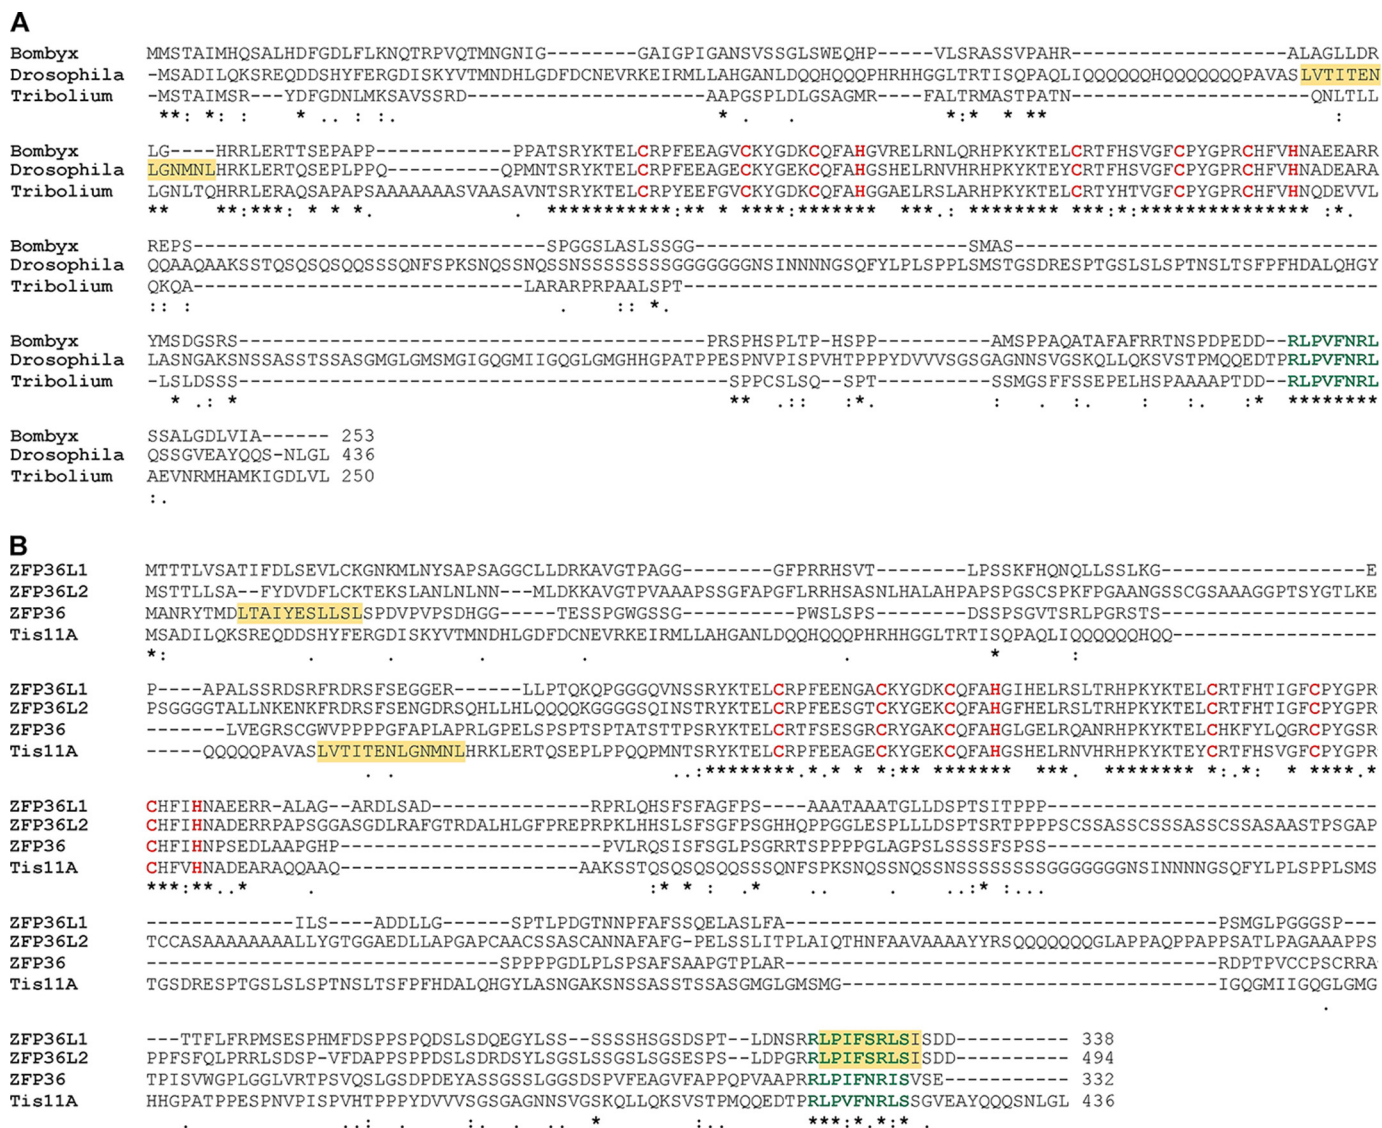 A
Bombyx MMSTAIMHQSALHDFGDLFLKNQTRPVQTMNGNIG--------GAIGPIGANSVSSGLSWEQHP-----VLSRASSVPAHR-------------------ALAGLLDR
Drosophila -MSADILQKSREQDDSHYFERGDISKYVTMNDHLGDFDCNEVRKEIRMLLAHGANLDQQHQQQPHRHHGGLTRTISQPAQLIQQQQQQHQQQQQQQPAVASLVTITEN
Tribolium -MSTAIMSR---YDFGDNLMKSAVSSRD---------------------AAPGSPLDLGSAGMR----FALTRMASTPATN---------------------QNLTLL
**: *: : * .. : :. * . . *:* * ** :
Bombyx LG----HRRLERTTSEPAPP------------PPATSRYKTELCRPFEEAGVCKYGDKCQFAHGVRELRNLQRHPKYKTELCRTFHSVGFCPYGPRCHFVHNAEEARR
Drosophila LGNMNLHRKLERTQSEPLPPQ----------QPMNTSRYKTELCRPFEEAGECKYGEKCQFAHGSHELRNVHRHPKYKTEYCRTFHSVGFCPYGPRCHFVHNADEARA
Tribolium LGNLTQHRRLERAQSAPSAPAAAAAAAASVAASAVNTSRYKTELCRPYEEFGVCKYGDKCQFAHGGAELRSLARHPKYKTELCRTYHTVGFCPYGPRCHFVHNQDEVVL
** **:***: * * *. . ***********:** * ****:********* ***.: ********* ***:*:*************** :*.
Bombyx REPS-------------------------------SPGGSLASLSSGG------------------------SMAS--------------------------------
Drosophila QQAAQAAKSSTQSQSQSQQSSSQNFSPKSNQSSNQSSNSSSSSSSSGGGGGGGNSINNNNGSQFYLPLSPPLSMSTGSDRESPTGSLSLSPTNSLTSFPFHDALQHGY
Tribolium QKQA-----------------------------LARARPRPAALSPT-------------------------------------------------------------
:: : . :: *.
Bombyx YMSDGSRS-----------------------------------------PRSPHSPLTP-HSPP----------AMSPPAQATAFAFRRTNSPDPEDD--RLPVFNRL
Drosophila LASNGAKSNSSASSTSSASGMGLGMSMGIGQGMIIGQGLGMGHHGPATPPESPNVPISPVHTPPPYDVVVSGSGAGNNSVGSKQLLQKSVSTPMQQEDTPRLPVFNRL
Tribolium -LSLDSSS-------------------------------------------SPPCSLSQ--SPT----------SSMGSFFSSEPELHSPAAAAPTDD--RLPVFNRL
* .: * ** .:: :*. : . :. : :. :* ********
Bombyx SSALGDLVIA------ 253
Drosophila QSSGVEAYQQS-NLGL 436
Tribolium AEVNRMHAMKIGDLVL 250
:.
B
ZFP36L1 MTTTLVSATIFDLSEVLCKGNKMLNYSAPSAGGCLLDRKAVGTPAGG--------GFPRRHSVT--------LPSSKFHQNQLLSSLKG------------------E
ZFP36L2 MSTTLLSA--FYDVDFLCKTEKSLANLNLNN---MLDKKAVGTPVAAAPSSGFAPGFLRRHSASNLHALAHPAPSPGSCSPKFPGAANGSSCGSAAAGGPTSYGTLKE
ZFP36 MANRYTMDLTAIYESLLSLSPDVPVPSDHGG-----TESSPGWGSSG--------PWSLSPS--------DSSPSGVTSRLPGRSTS-------------------
Tis11A MSADILQKSREQDDSHYFERGDISKYVTMNDHLGDFDCNEVRKEIRMLLAHGANLDQQHQQQPHRHHGGLTRTISQPAQLIQQQQQQHQQ------------------
*: . . . . . * :
ZFP36L1 P----APALSSRDSRFRDRSFSEGGER------LLPTQKQPGGGQVNSSRYKTELCRPFEENGACKYGDKCQFAHGIHELRSLTRHPKYKTELCRTFHTIGFCPYGPR
ZFP36L2 PSGGGGTALLNKENKFRDRSFSENGDRSQHLLHLQQQQKGGGGSQINSTRYKTELCRPFEESGTCKYGEKCQFAHGFHELRSLTRHPKYKTELCRTFHTIGFCPYGPR
ZFP36 -------LVEGRSCGWVPPPPGFAPLAPRLGPELSPSPTSPTATSTTPSRYKTELCRTFSESGRCRYGAKCQFAHGLGELRQANRHPKYKTELCHKFYLQGRCPYGSR
Tis11A -----QQQQQPAVASLVTITENLGNMNLHRKLERTQSEPLPPQQPMNTSRYKTELCRPFEEAGECKYGEKCQFAHGSHELRNVHRHPKYKTEYCRTFHSVGFCPYGPR
. . ..:********.*.* * *:** ******* ***. ******** *:.*: * ****.*
ZFP36L1 CHFIHNAEERR-ALAG--ARDLSAD--------------RPRLQHSFSFAGFPS----AAATAAATGLLDSPTSITPPP-----------------------------
ZFP36L2 CHFIHNADERRPAPSGGASGDLRAFGTRDALHLGFPREPRPKLHHSLSFSGFPSGHHQPPGGLESPLLLDSPTSRTPPPPSCSSASSCSSSASSCSSASAASTPSGAP
ZFP36 CHFIHNPSEDLAAPGHP-----------------------PVLRQSISFSGLPSGRRTSPPPPGLAGPSLSSSSFSPSS-----------------------------
Tis11A CHFVHNADEARAQQAAQ---------------------AAKSSTQSQSQSQQSSSQNFSPKSNQSSNQSSNSSSSSSSSGGGGGGGNSINNNNGSQFYLPLSPPLSMS
***:**..* . :* * : .* .. . ..:* :...
ZFP36L1 -------------ILS----ADDLLG------SPTLPDGTNNPFAFSSQELASLFA--------------------------------------PSMGLPGGGSP---
ZFP36L2 TCCASAAAAAAAALLYGTGGAEDLLAPGAPCAACSSASCANNAFAFG-PELSSLITPLAIQTHNFAAVAAAAYYRSQQQQQQQGLAPPAQPPAPPSATLPAGAAAPPS
ZFP36 -------------------------------SPPPPGDLPLSPSAFSAAPGTPLAR--------------------------------------RDPTPVCCPSCRRA
Tis11A TGSDRESPTGSLSLSPTNSLTSFPFHDALQHGYLASNGAKSNSSASSTSSASGMGLGMSMG---------------------------------IGQGMIIGQGLGMG
.
ZFP36L1 ---TTFLFRPMSESPHMFDSPPSPQDSLSDQEGYLSS--SSSSHSGSDSPT--LDNSRRLPIFSRLSISDD---------- 338
ZFP36L2 PPFSFQLPRRLSDSP-VFDAPPSPPDSLSDRDSYLSGSLSSGSLSGSESPS--LDPGRRLPIFSRLSISDD---------- 494
ZFP36 TPISVWGPLGGLVRTPSVQSLGSDPDEYASSGSSLGGSDSPVFEAGVFAPPQPVAAPRRLPIFNRISVSE----------- 332
Tis11A HHGPATPPESPNVPISPVHTPPPYDVVVSGSGAGNNSVGSKQLLQKSVSTPMQQEDTPRLPVFNRLSSGVEAYQQQSNLGL 436
. ..: . :. . .. * :.. ***:*.*:* .